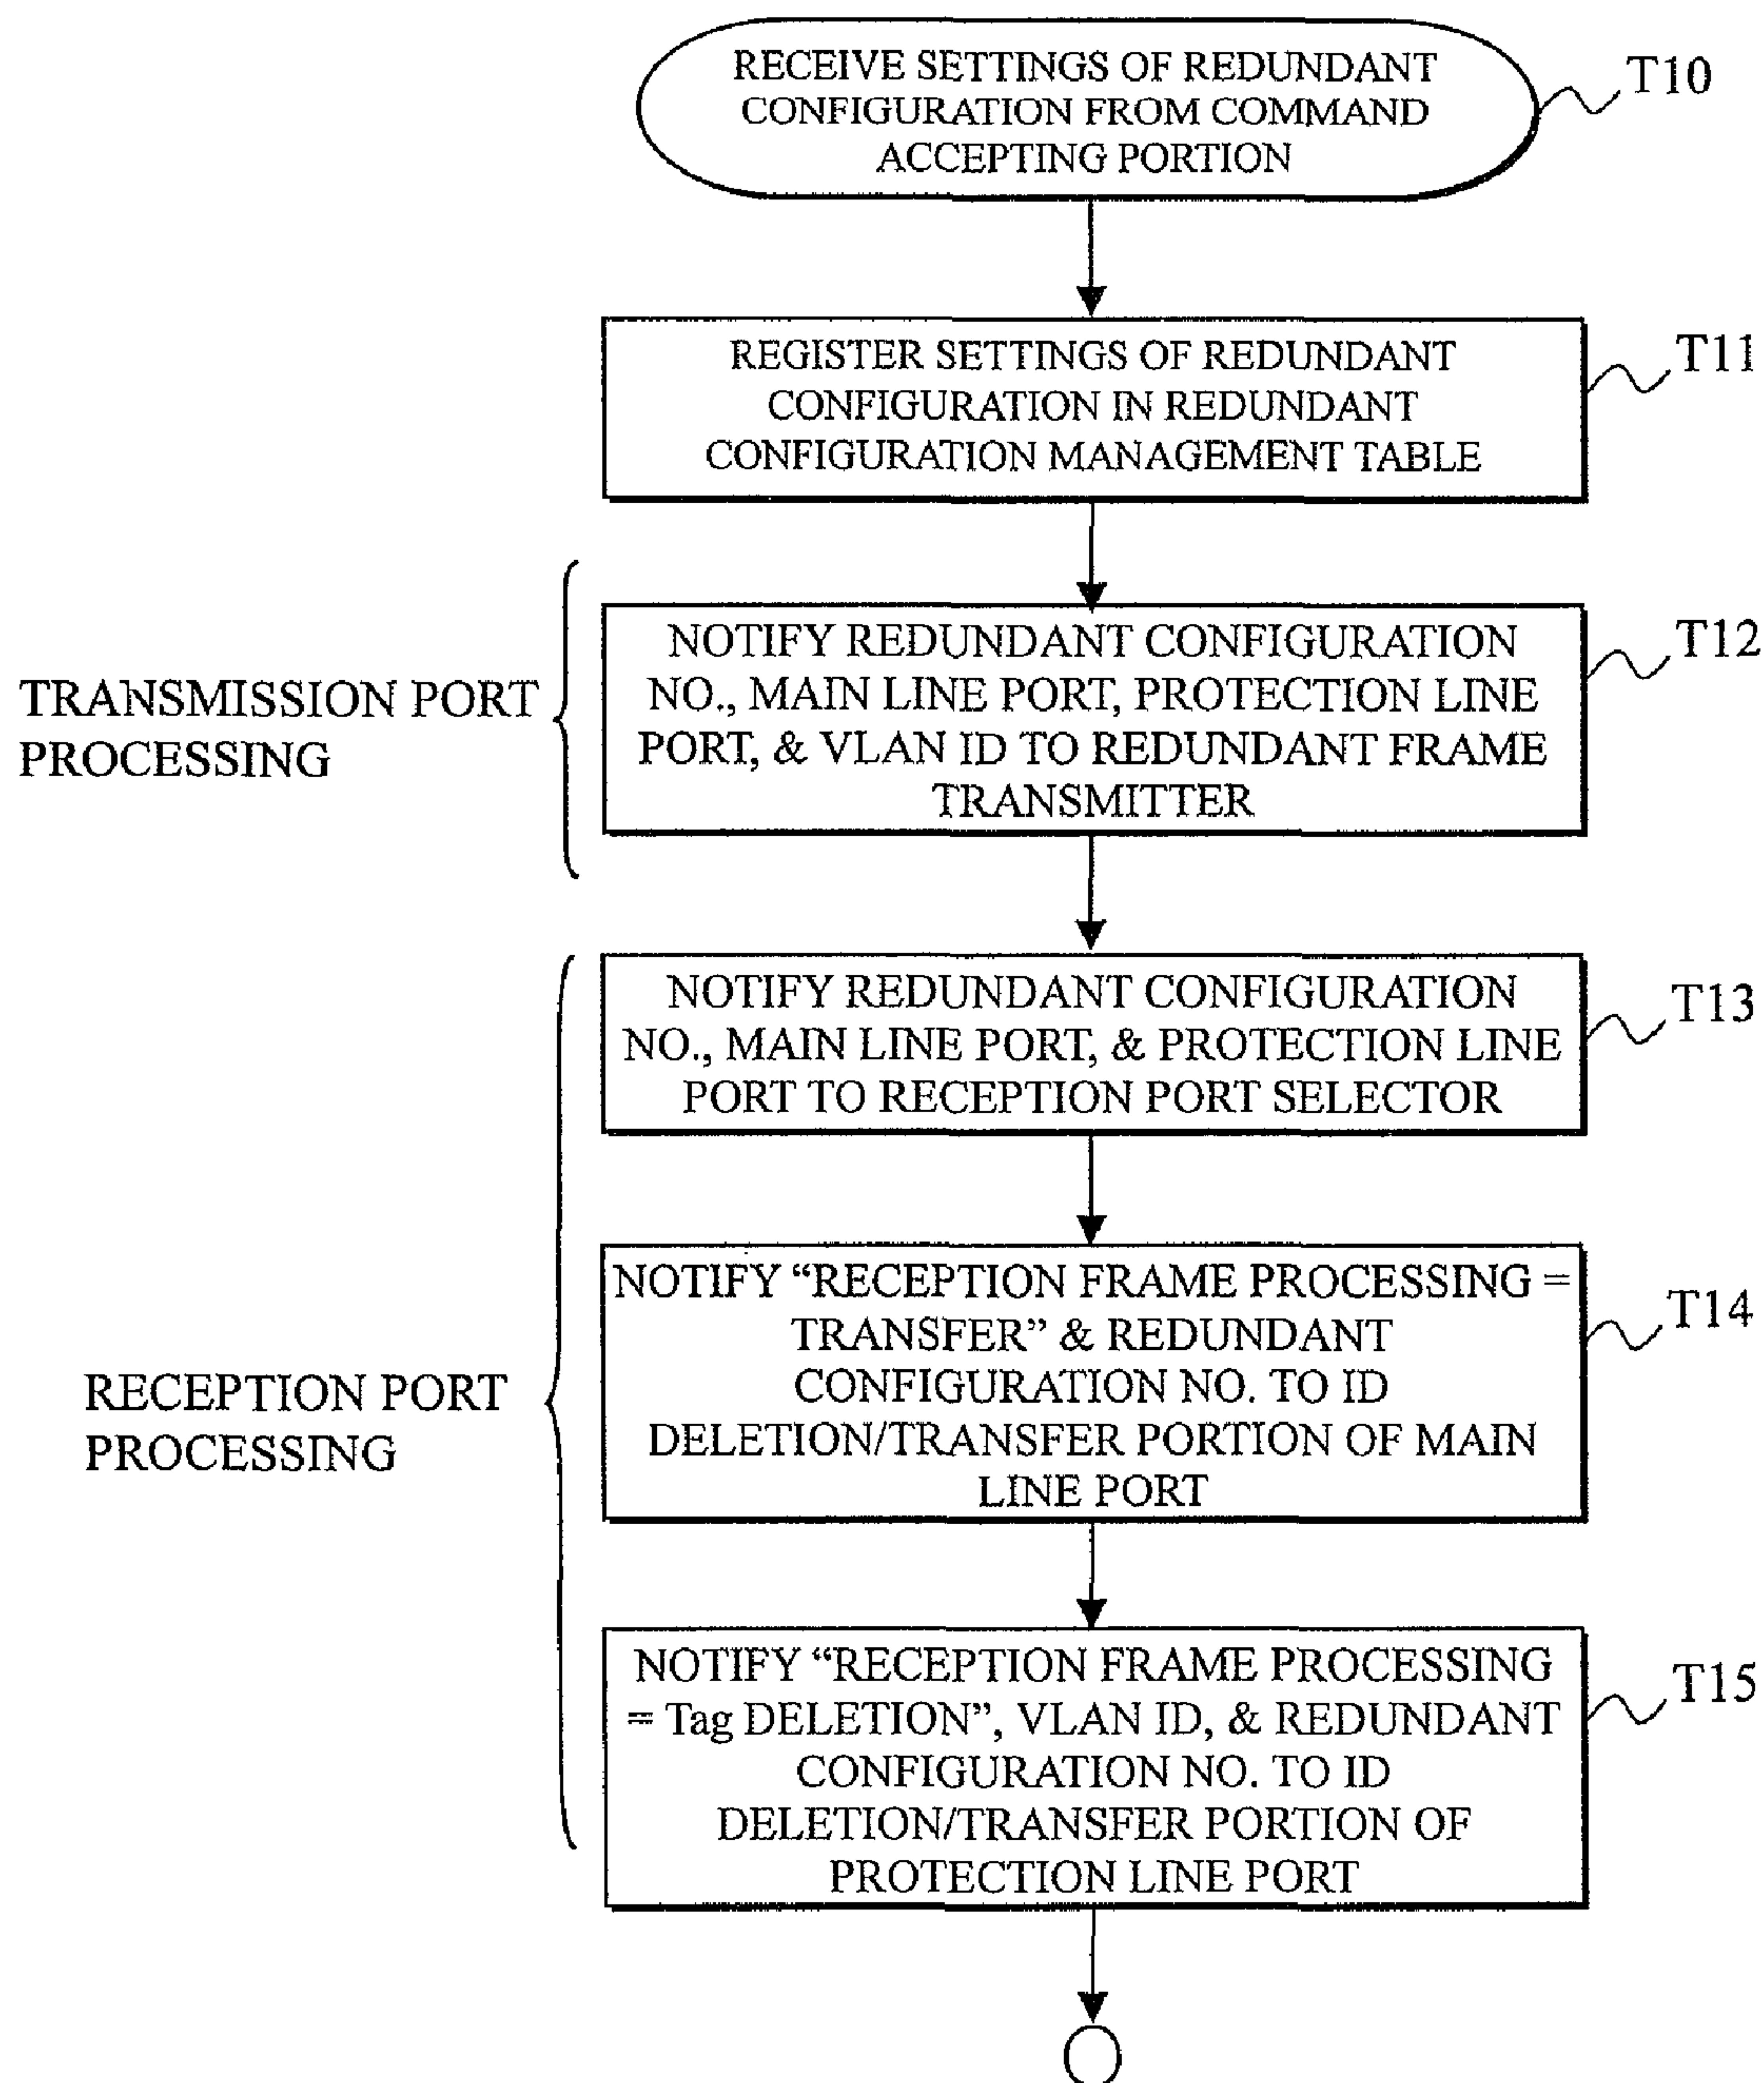 RECEIVE SETTINGS OF REDUNDANT
CONFIGURATION FROM COMMAND
ACCEPTING PORTION
T10
REGISTER SETTINGS OF REDUNDANT
CONFIGURATION IN REDUNDANT
CONFIGURATION MANAGEMENT TABLE
T11
TRANSMISSION PORT
PROCESSING
NOTIFY REDUNDANT CONFIGURATION
NO., MAIN LINE PORT, PROTECTION LINE
PORT, & VLAN ID TO REDUNDANT FRAME
TRANSMITTER
T12
RECEPTION PORT
PROCESSING
NOTIFY REDUNDANT CONFIGURATION
NO., MAIN LINE PORT, & PROTECTION LINE
PORT TO RECEPTION PORT SELECTOR
T13
NOTIFY “RECEPTION FRAME PROCESSING =
TRANSFER” & REDUNDANT
CONFIGURATION NO. TO ID
DELETION/TRANSFER PORTION OF MAIN
LINE PORT
T14
NOTIFY “RECEPTION FRAME PROCESSING
= Tag DELETION”, VLAN ID, & REDUNDANT
CONFIGURATION NO. TO ID
DELETION/TRANSFER PORTION OF
PROTECTION LINE PORT
T15